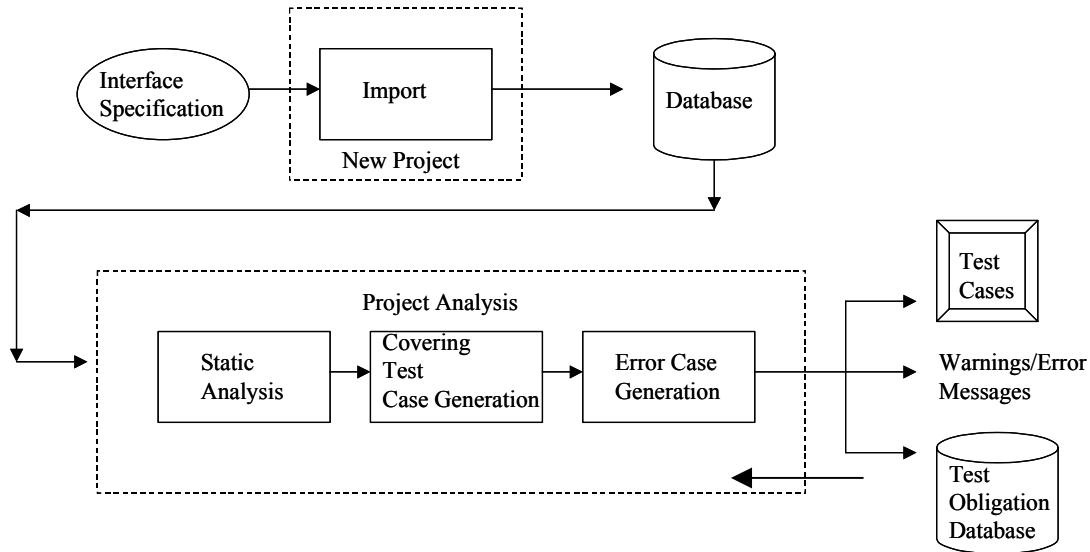 Interface
Specification
Import
New Project
Database
Project Analysis
Static
Analysis
Covering
Test
Case Generation
Error Case
Generation
Test
Cases
Warnings/Error
Messages
Test
Obligation
Database